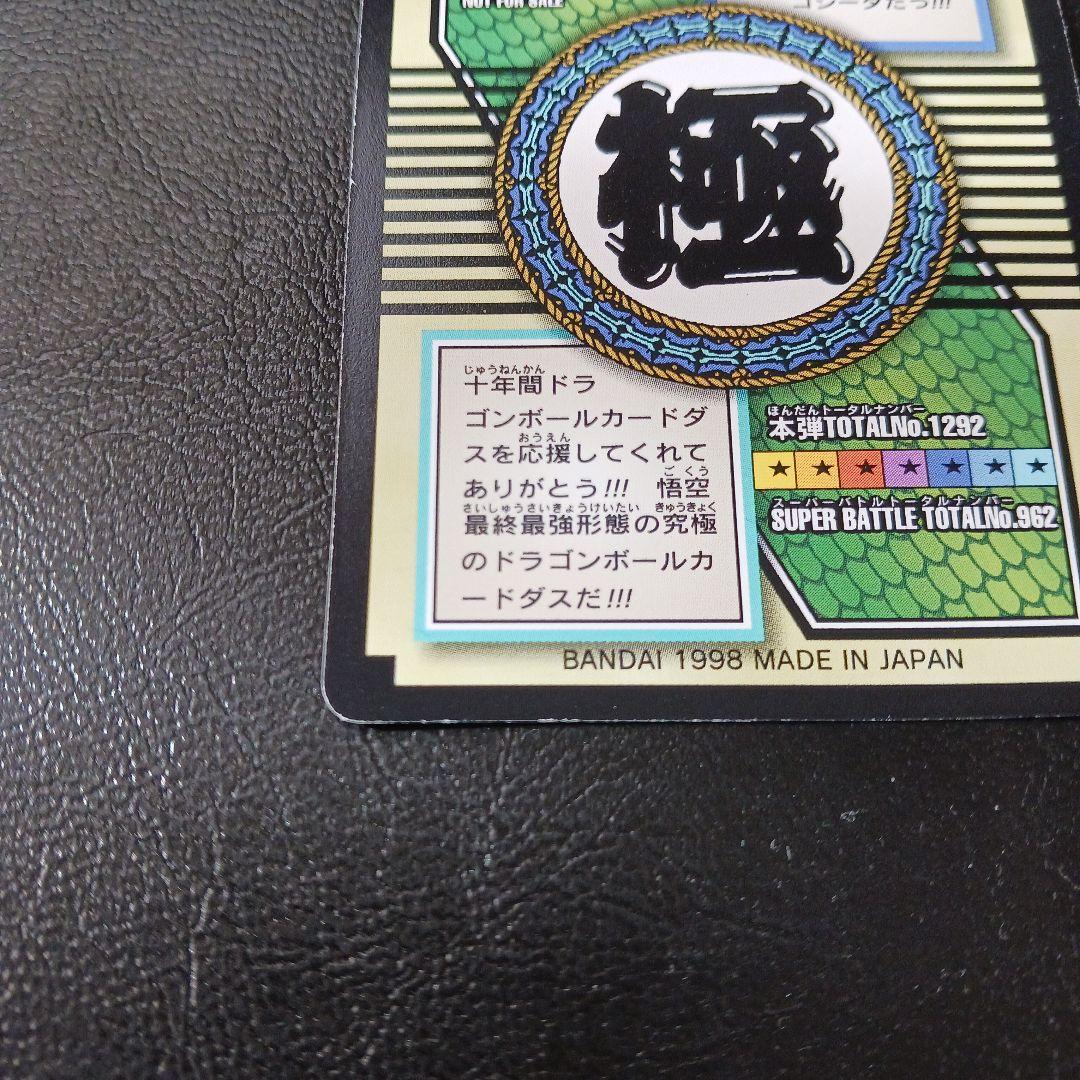 NOT FOR SALE
ゴジータだっ!!!
極
じゅうねんかん
十年間ドラ
ゴンボールカードダ
おうえん
スを応援してくれて
ごくう
ありがとう!!! 悟空
さいしゅうさいきょうけいたい きゅうきょく
最終最強形態の究極
のドラゴンボールカ
ードダスだ!!!
ほんだんトータルナンバー
本弾TOTALNo.1292
スーパーバトルトータルナンバー
SUPER BATTLE TOTALNo.962
BANDAI 1998 MADE IN JAPAN